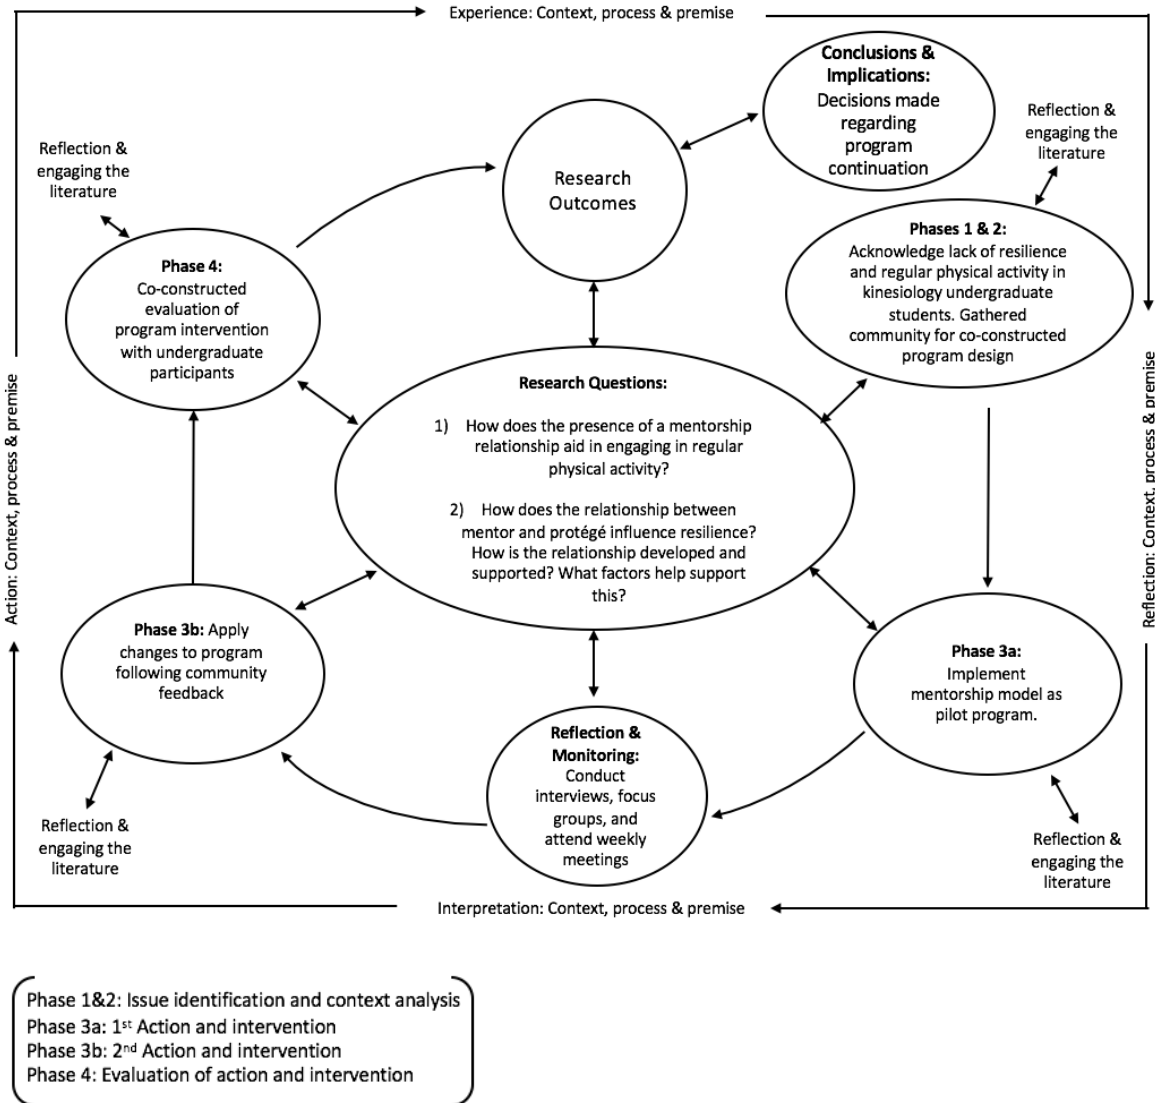 Experience: Context, process & premise
Conclusions &
Implications:
Decisions made
regarding
program
continuation
Reflection &
engaging the
literature
Reflection &
engaging the
literature
Research
Outcomes
Phases 1 & 2:
Acknowledge lack of resilience
and regular physical activity in
kinesiology undergraduate
students. Gathered
community for co-constructed
program design
Phase 4:
Co-constructed
evaluation of
program intervention
with undergraduate
participants
Research Questions:
1) How does the presence of a mentorship
relationship aid in engaging in regular
physical activity?
2) How does the relationship between
mentor and protégé influence resilience?
How is the relationship developed and
supported? What factors help support
this?
Action: Context, process & premise
Reflection: Context, process & premise
Phase 3b: Apply
changes to program
following community
feedback
Phase 3a:
Implement
mentorship model as
pilot program.
Reflection &
Monitoring:
Conduct
interviews, focus
groups, and
attend weekly
meetings
Reflection &
engaging the
literature
Reflection &
engaging the
literature
Interpretation: Context, process & premise
Phase 1&2: Issue identification and context analysis
Phase 3a: 1st Action and intervention
Phase 3b: 2nd Action and intervention
Phase 4: Evaluation of action and intervention